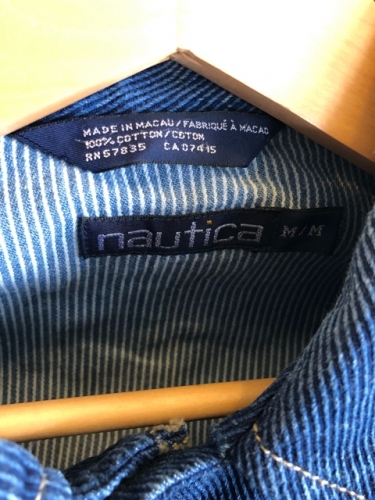 MADE IN MACAU/FABRIQUÉ À MACAO
100% COTTON/COTON
RN57835 CA07415
nautica M/M